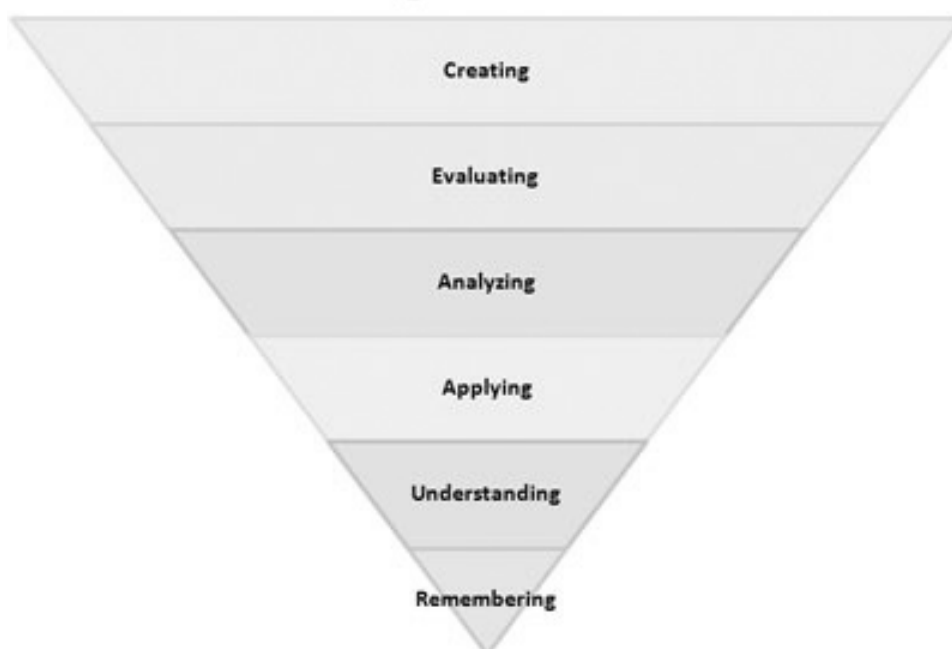 Creating
Evaluating
Analyzing
Applying
Understanding
Remembering